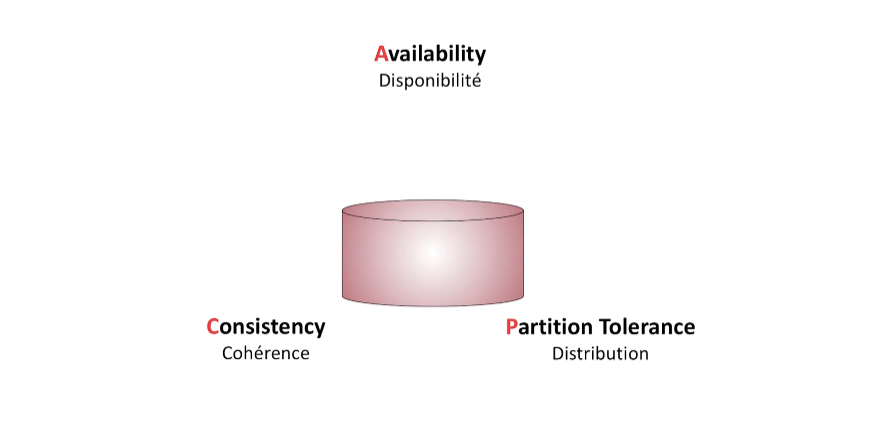 Availability
Disponibilité
Consistency
Cohérence
Partition Tolerance
Distribution